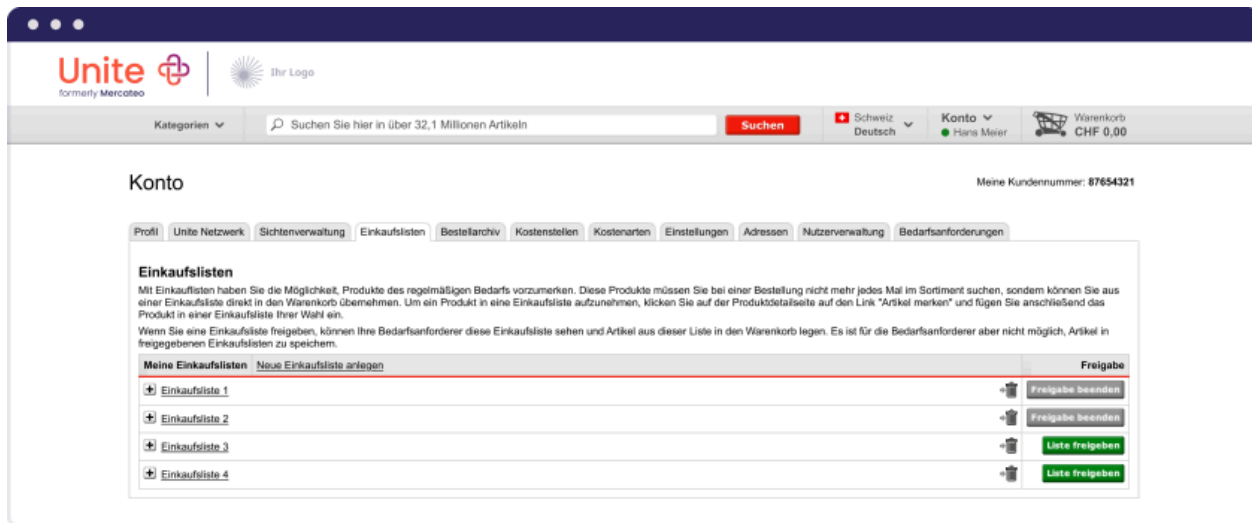 Unite
formerly Mercateo
Ihr Logo
Kategorien
Suchen Sie hier in über 32,1 Millionen Artikeln
Suchen
Schweiz
Deutsch
Konto
Hans Meier
Warenkorb
CHF 0,00
Konto
Meine Kundennummer: 87654321
Profil Unite Netzwerk Sichtenverwaltung Einkaufslisten Bestellarchiv Kostenstellen Kostenarten Einstellungen Adressen Nutzerverwaltung Bedarfsanforderungen
Einkaufslisten
Mit Einkauflisten haben Sie die Möglichkeit, Produkte des regelmäßigen Bedarfs vorzumerken. Diese Produkte müssen Sie bei einer Bestellung nicht mehr jedes Mal im Sortiment suchen, sondern können Sie aus
einer Einkaufsliste direkt in den Warenkorb übernehmen. Um ein Produkt in eine Einkaufsliste aufzunehmen, klicken Sie auf der Produktdetailseite auf den Link "Artikel merken" und fügen Sie anschließend das
Produkt in einer Einkaufsliste Ihrer Wahl ein.
Wenn Sie eine Einkaufsliste freigeben, können Ihre Bedarfsanforderer diese Einkaufsliste sehen und Artikel aus dieser Liste in den Warenkorb legen. Es ist für die Bedarfsanforderer aber nicht möglich, Artikel in
freigegebenen Einkaufslisten zu speichern.
Meine Einkaufslisten Neue Einkaufsliste anlegen Freigabe
Einkaufsliste 1 Freigabe beenden
Einkaufsliste 2 Freigabe beenden
Einkaufsliste 3 Liste freigeben
Einkaufsliste 4 Liste freigeben